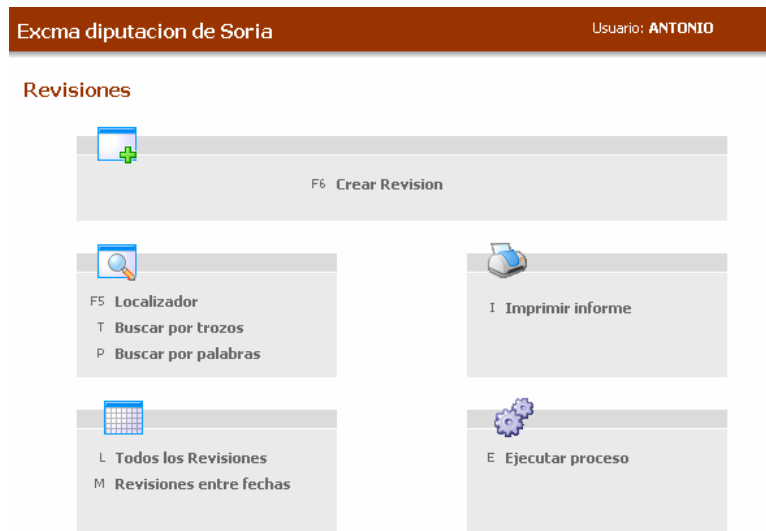 Excma diputacion de Soria
Usuario: ANTONIO
Revisiones
F6 Crear Revision
F5 Localizador
T Buscar por trozos
P Buscar por palabras
I Imprimir informe
L Todos los Revisiones
M Revisiones entre fechas
E Ejecutar proceso